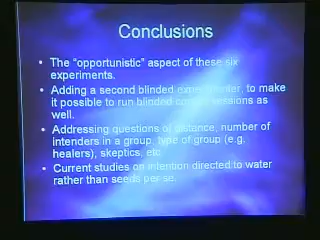 Conclusions
• The "opportunistic" aspect of these six
experiments.
• Adding a second blinded experimenter, to make
it possible to run blinded control sessions as
well.
• Addressing questions of distance, number of
intenders in a group, type of group (e.g.
healers), skeptics, etc.
• Current studies on intention directed to water
rather than seeds per se.